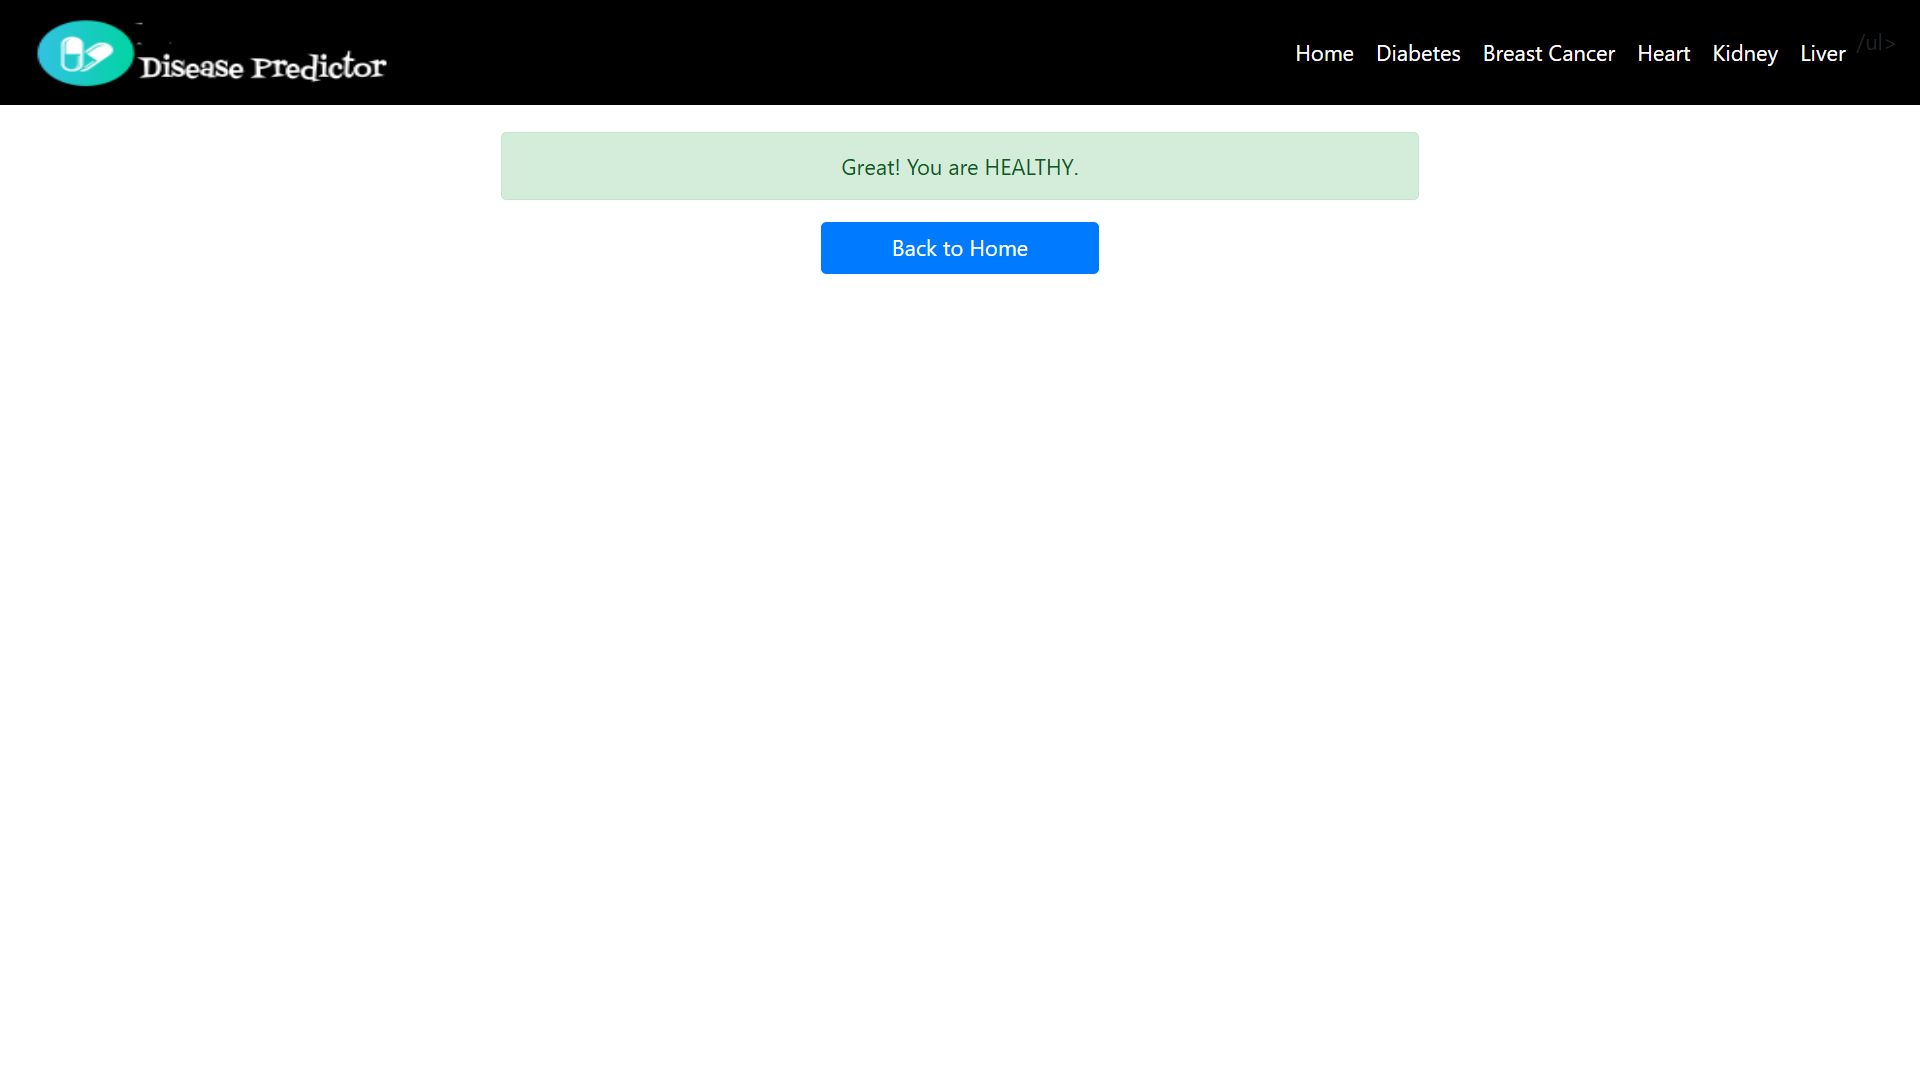 Disease Predictor
Home Diabetes Breast Cancer Heart Kidney Liver /ul>
Great! You are HEALTHY.
Back to Home